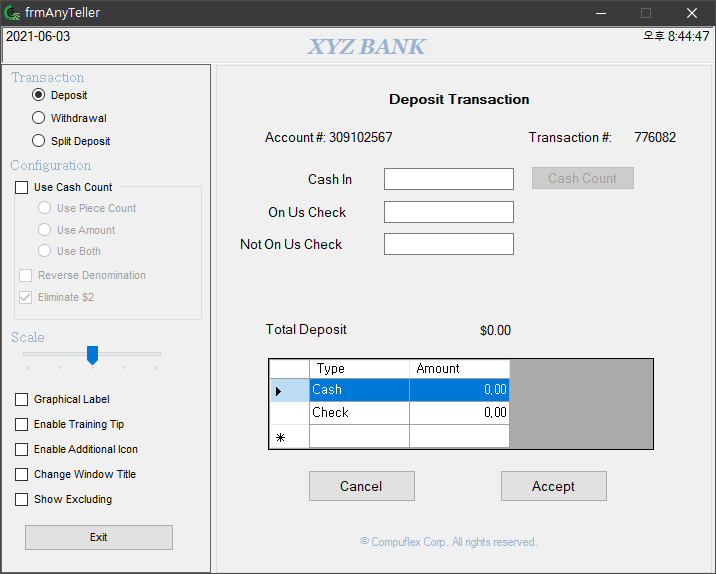 frmAnyTeller
2021-06-03
XYZ BANK
오후 8:44:47
Transaction
Deposit
Withdrawal
Split Deposit
Configuration
Use Cash Count
Use Piece Count
Use Amount
Use Both
Reverse Denomination
Eliminate $2
Scale
Graphical Label
Enable Training Tip
Enable Additional Icon
Change Window Title
Show Excluding
Exit
Deposit Transaction
Account #: 309102567 Transaction #: 776082
Cash In Cash Count
On Us Check
Not On Us Check
Total Deposit $0.00
Type Amount
Cash 0,00
Check 0,00
Cancel Accept
© Compuflex Corp. All rights reserved.